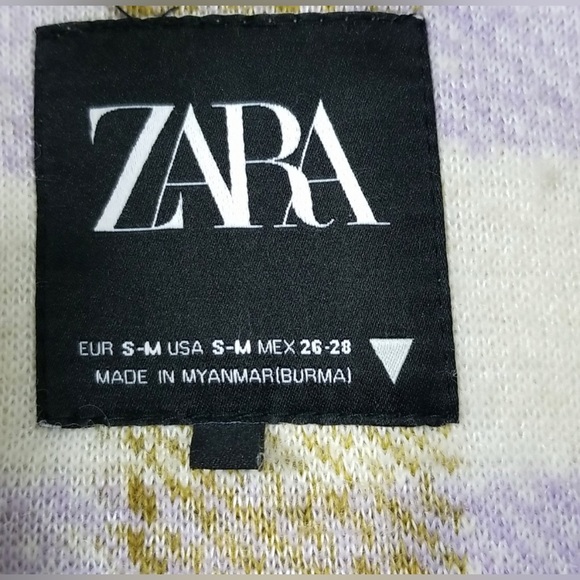 ZARA
EUR S-M USA S-M MEX 26-28
MADE IN MYANMAR(BURMA)